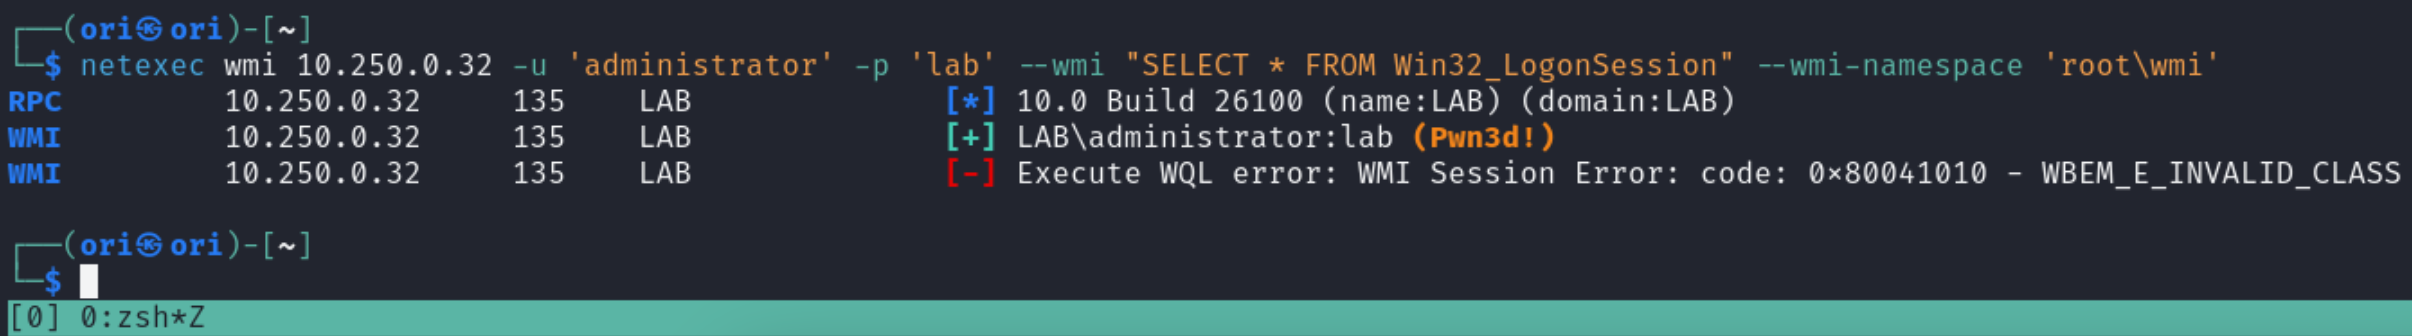 ┌──(ori㉿ori)-[~]
└─$ netexec wmi 10.250.0.32 -u 'administrator' -p 'lab' --wmi "SELECT * FROM Win32_LogonSession" --wmi-namespace 'root\wmi'
RPC         10.250.0.32     135    LAB              [*] 10.0 Build 26100 (name:LAB) (domain:LAB)
WMI         10.250.0.32     135    LAB              [+] LAB\administrator:lab (Pwn3d!)
WMI         10.250.0.32     135    LAB              [-] Execute WQL error: WMI Session Error: code: 0×80041010 - WBEM_E_INVALID_CLASS
┌──(ori㉿ori)-[~]
└─$
[0] 0:zsh*Z